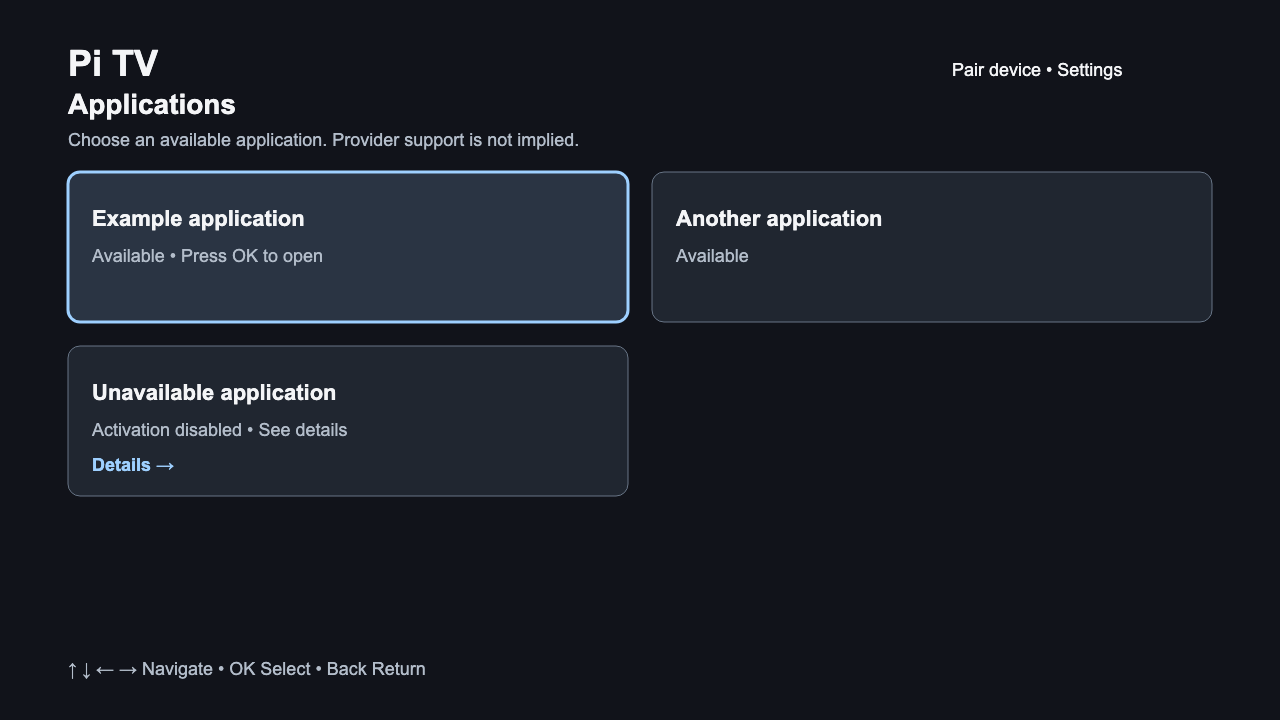 Pi TV
Pair device • Settings
Applications
Choose an available application. Provider support is not implied.
Example application
Available • Press OK to open
Another application
Available
Unavailable application
Activation disabled • See details
Details →
↑ ↓ ← → Navigate • OK Select • Back Return